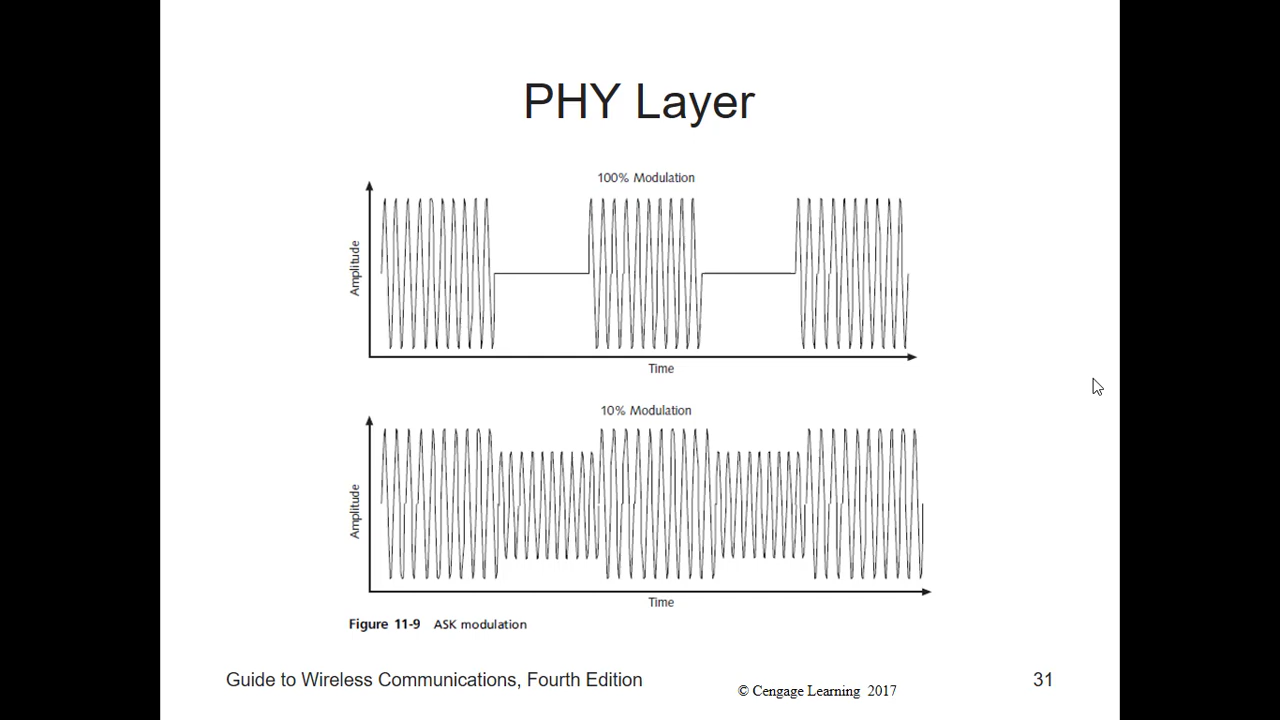 PHY Layer
100% Modulation
Amplitude
Time
10% Modulation
Amplitude
Time
Figure 11-9 ASK modulation
Guide to Wireless Communications, Fourth Edition
© Cengage Learning 2017
31